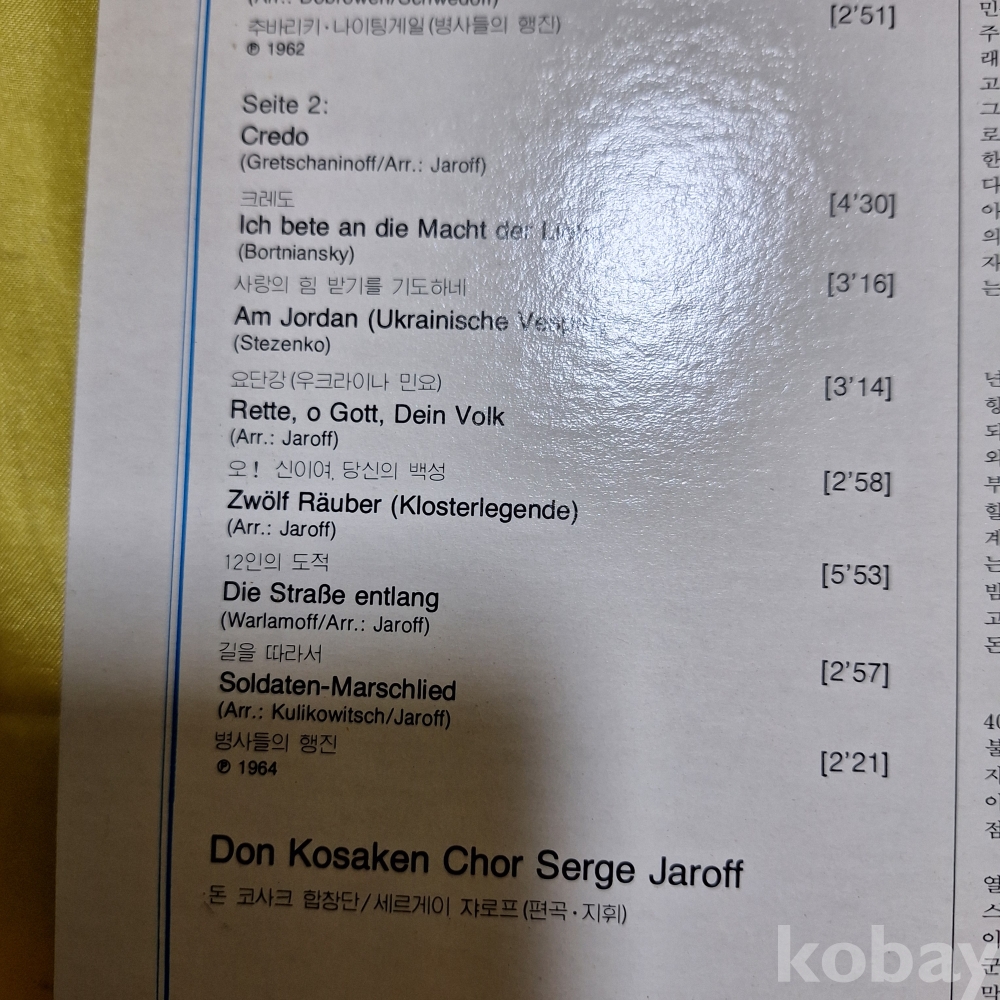 추바리키·나이팅게일(병사들의 행진)
[2'51]
℗ 1962
Seite 2:
Credo
(Gretschaninoff/Arr.: Jaroff)
크레도
[4'30]
Ich bete an die Macht der
(Bortniansky)
사랑의 힘 받기를 기도하네
[3'16]
Am Jordan (Ukrainische
(Stezenko)
요단강(우크라이나 민요)
[3'14]
Rette, o Gott, Dein Volk
(Arr.: Jaroff)
오! 신이여, 당신의 백성
[2'58]
Zwölf Räuber (Klosterlegende)
(Arr.: Jaroff)
12인의 도적
[5'53]
Die Straße entlang
(Warlamoff/Arr.: Jaroff)
길을 따라서
[2'57]
Soldaten-Marschlied
(Arr.: Kulikowitsch/Jaroff)
병사들의 행진
[2'21]
℗ 1964
Don Kosaken Chor Serge Jaroff
돈 코사크 합창단/세르게이 쟈로프(편곡·지휘)
kobay